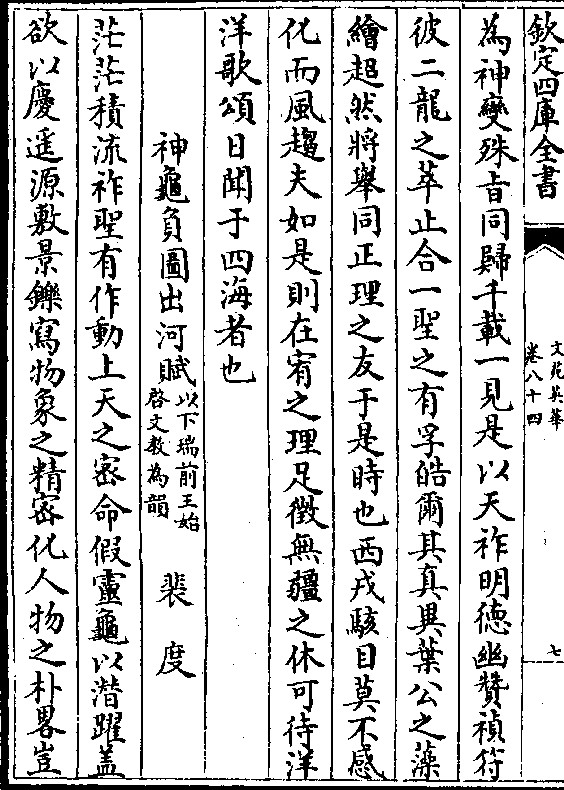 欽定四庫全書
文苑英華
卷八十四
七
為神變殊旨同歸千載一見是以天祚明德幽贊禎符
彼二龍之萃止合一聖之有孚皓爾其真異葉公之藻
繪超然將舉同正理之友于是時也西戎駭目莫不感
化而風趨夫如是則在宥之理足徵無疆之休可待洋
洋歌頌日聞于四海者也
神龜負圖出河賦以下瑞前王始啓文教為韻 裴度
茫茫積流祚聖有作動上天之密命假靈龜以潛躍盖
欲以慶遥源敷景鑠寫物象之精密化人物之朴畧豈